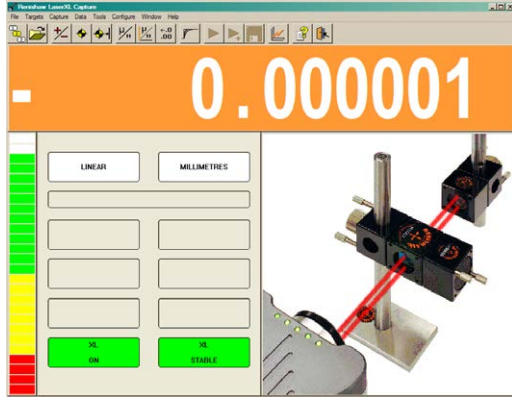 Renishaw LaserXL Capture
File Targets Capture Data Tools Configure Window Help
- 0.000001
LINEAR
MILLIMETRES
XL
ON
XL
STABLE